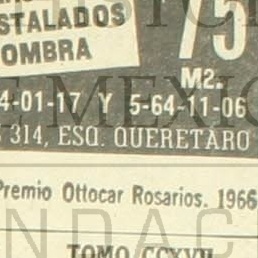 STALADOS
OMBRA
75
M2.
4-01-17 Y 5-64-11-06
314, ESQ. QUERETARO
Premio Ottocar Rosarios. 1966
TOMO CCXVII